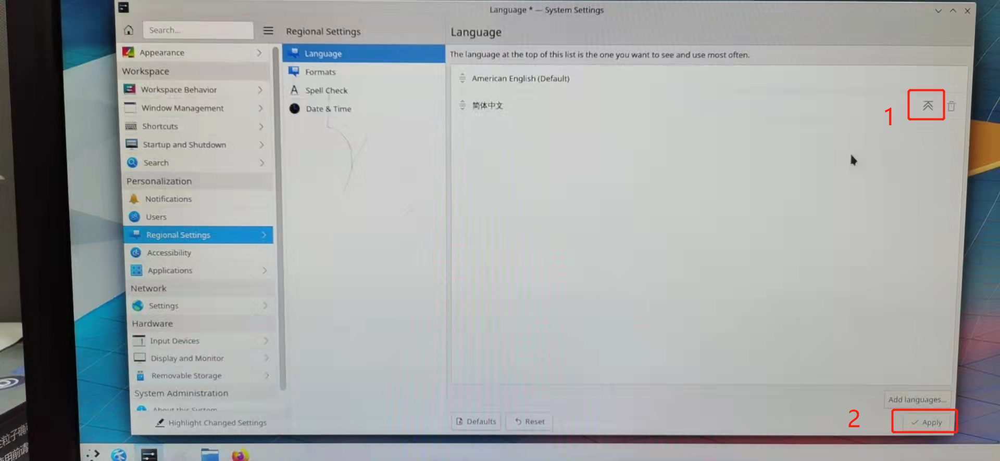 Language * — System Settings
Search...
Regional Settings
Language
Appearance
Workspace
Workspace Behavior
Window Management
Shortcuts
Startup and Shutdown
Search
Personalization
Notifications
Users
Regional Settings
Accessibility
Applications
Network
Settings
Hardware
Input Devices
Display and Monitor
Removable Storage
System Administration
About this System
Highlight Changed Settings
Language
Formats
Spell Check
Date & Time
The language at the top of this list is the one you want to see and use most often.
American English (Default)
简体中文
1
Add languages...
Defaults
Reset
2
Apply